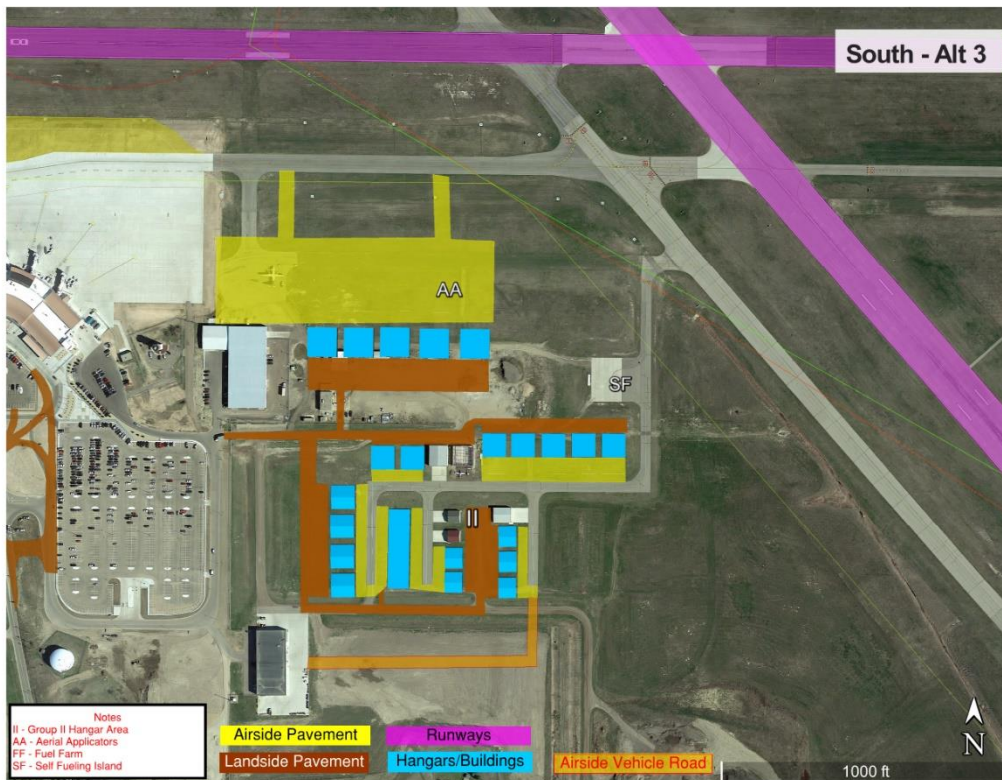 South - Alt 3
AA
SF
Notes
II - Group II Hangar Area
AA - Aerial Applicators
FF - Fuel Farm
SF - Self Fueling Island
Airside Pavement
Runways
Landside Pavement
Hangars/Buildings
Airside Vehicle Road
1000 ft
N